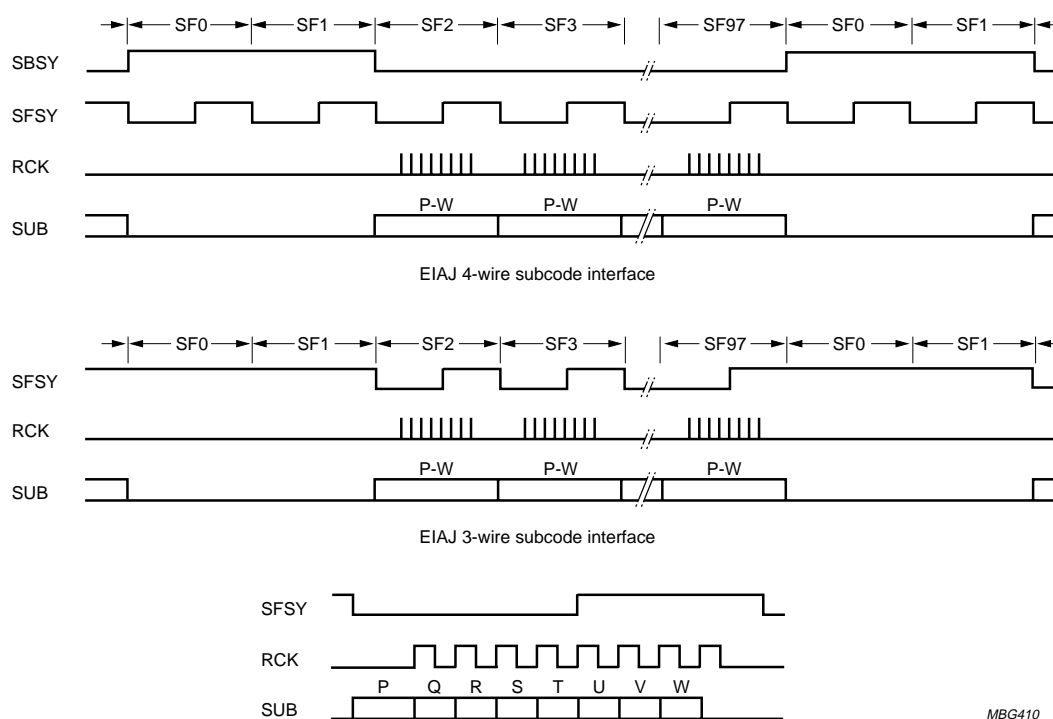 SF0 SF1 SF2 SF3 SF97 SF0 SF1
SBSY
SFSY
RCK
P-W P-W P-W
SUB
EIAJ 4-wire subcode interface
SF0 SF1 SF2 SF3 SF97 SF0 SF1
SFSY
RCK
P-W P-W P-W
SUB
EIAJ 3-wire subcode interface
SFSY
RCK
P Q R S T U V W
SUB
MBG410